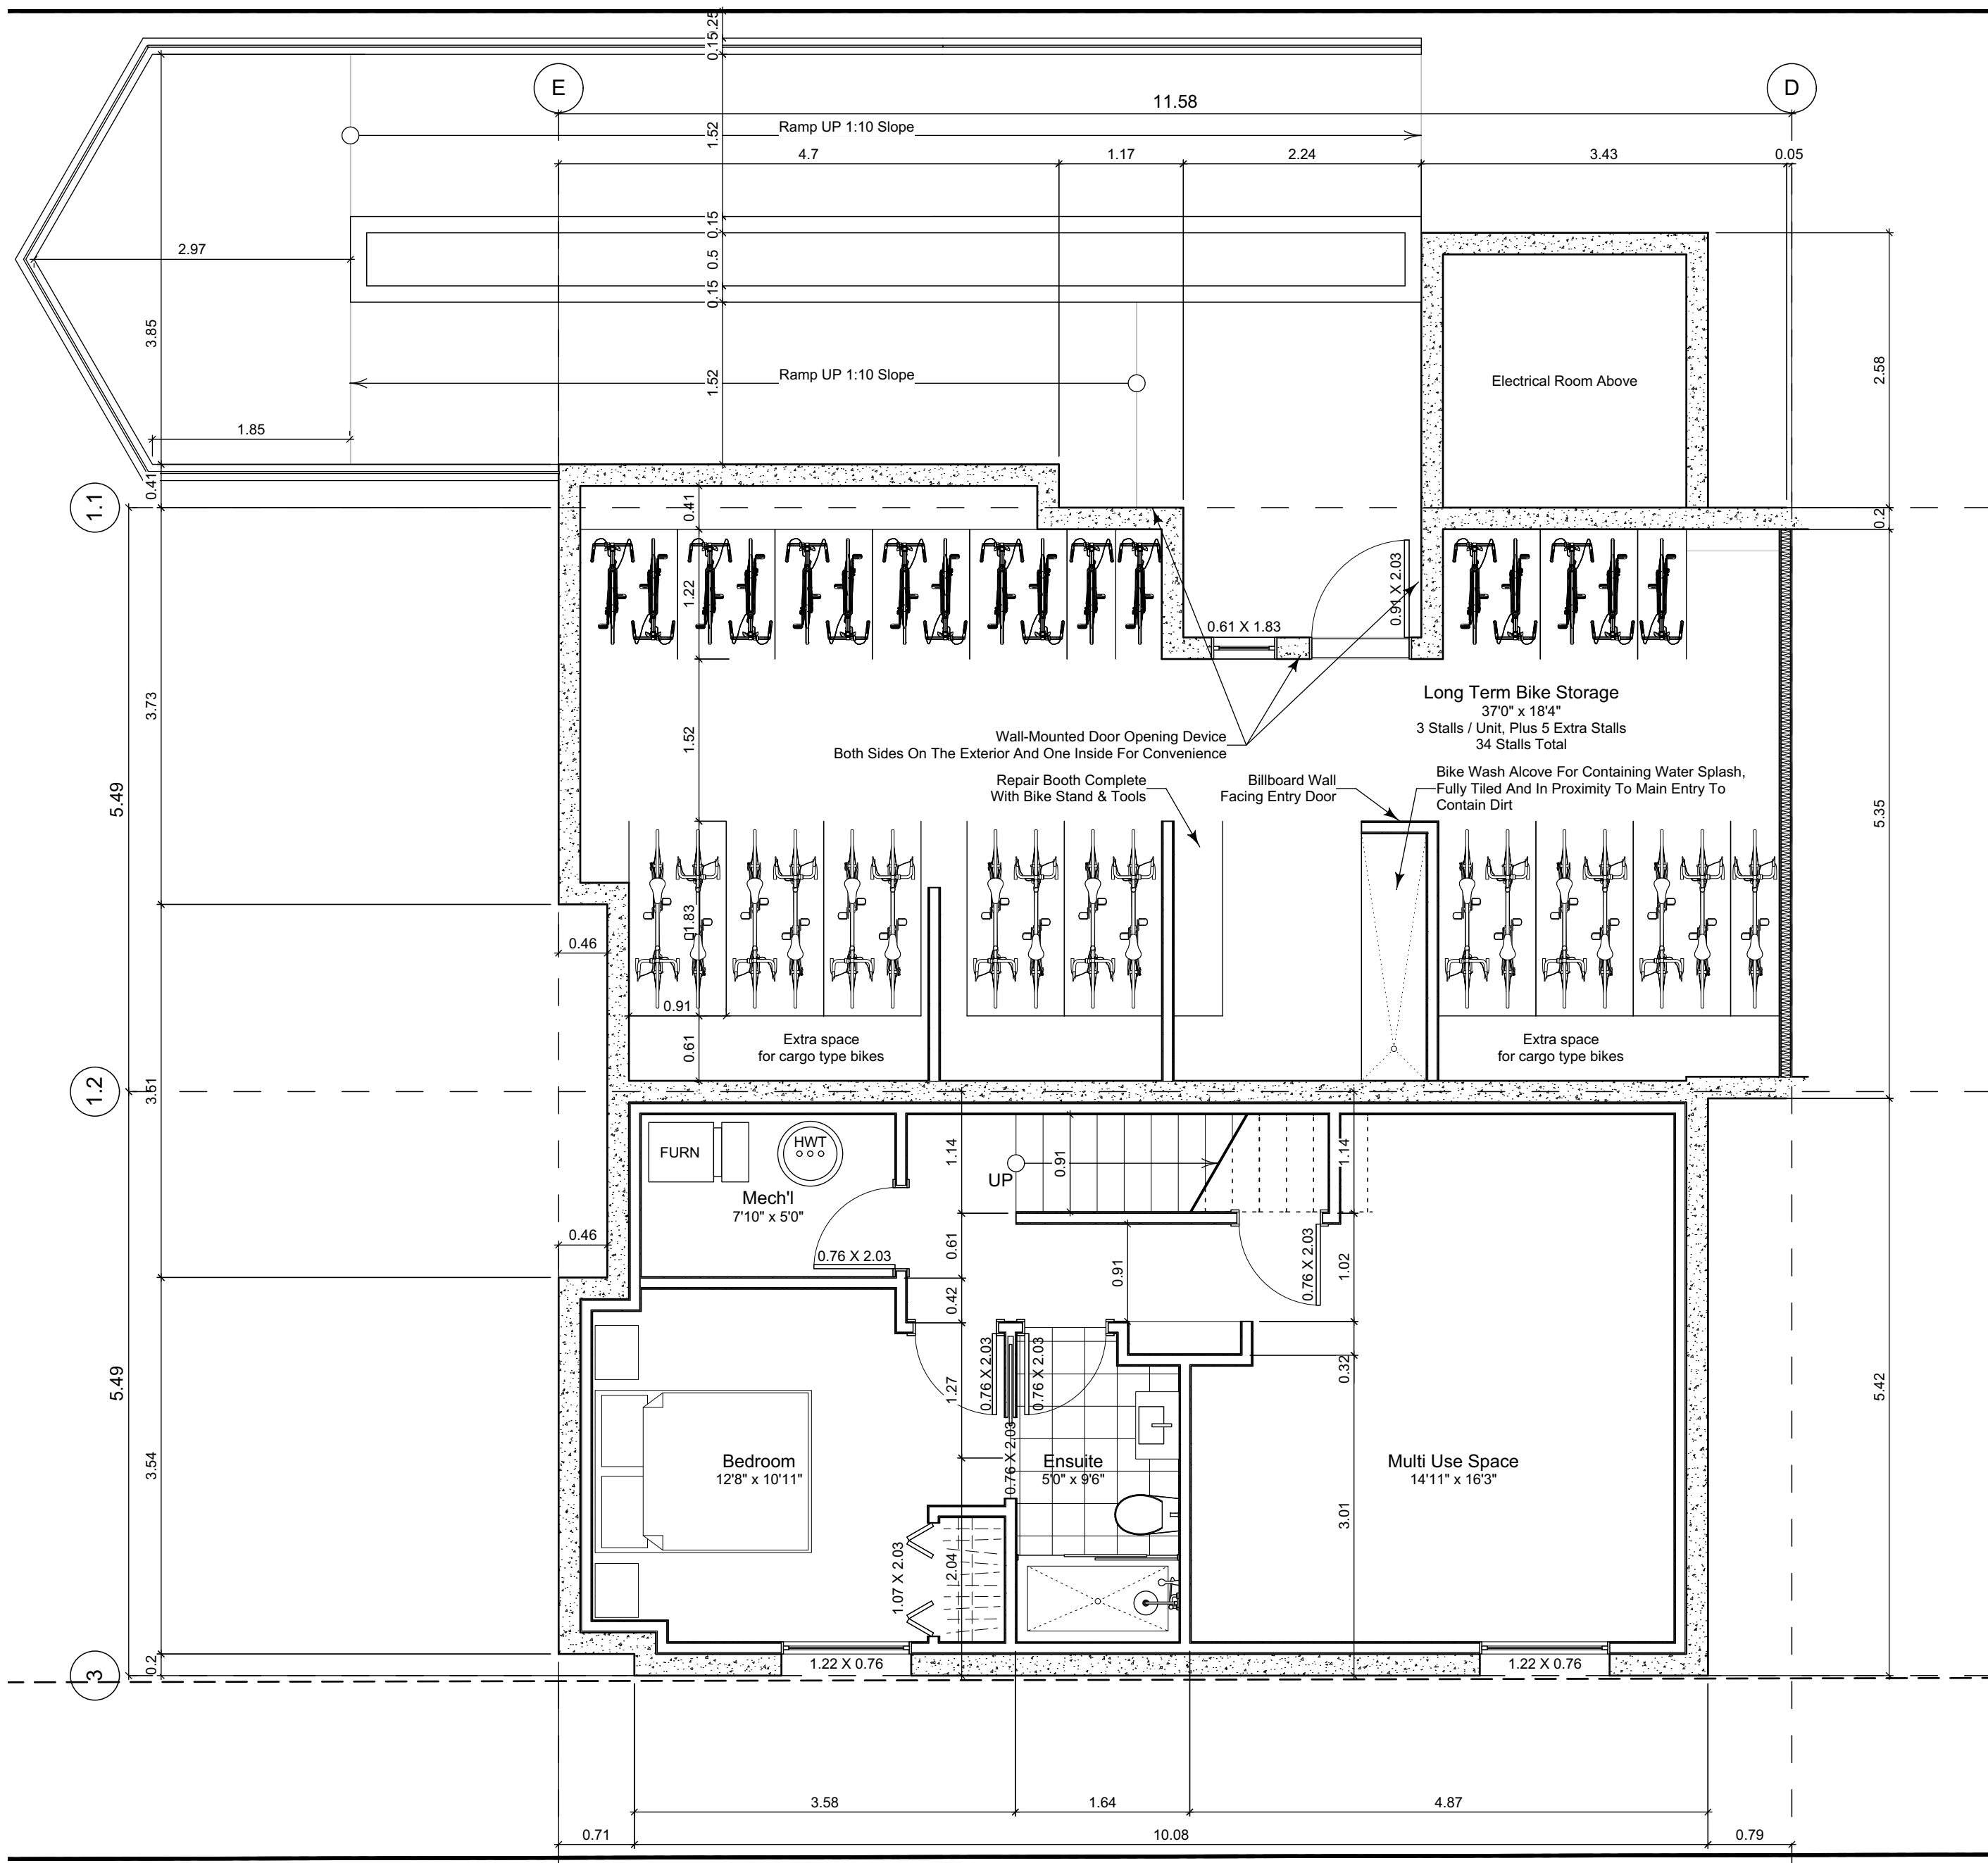 0.25
0.15
E
D
11.58
Ramp UP 1:10 Slope
1.52
4.7
1.17
2.24
3.43
0.05
0.15
0.5
0.15
2.97
3.85
2.58
Electrical Room Above
Ramp UP 1:10 Slope
1.52
1.85
0.41
1.1
0.41
0.2
1.22
0.91 X 2.03
0.61 X 1.83
3.73
1.52
Long Term Bike Storage
37'0" x 18'4"
3 Stalls / Unit, Plus 5 Extra Stalls
34 Stalls Total
Wall-Mounted Door Opening Device
Both Sides On The Exterior And One Inside For Convenience
Repair Booth Complete
With Bike Stand & Tools
Billboard Wall
Facing Entry Door
Bike Wash Alcove For Containing Water Splash,
Fully Tiled And In Proximity To Main Entry To
Contain Dirt
5.49
5.35
1.83
0.46
0.91
0.61
Extra space
for cargo type bikes
Extra space
for cargo type bikes
1.2
3.51
FURN
HWT
Mech'l
7'10" x 5'0"
0.76 X 2.03
1.14
UP
0.91
1.14
0.46
0.61
0.91
0.76 X 2.03
1.02
0.42
0.76 X 2.03
0.76 X 2.03
1.27
0.32
5.49
5.42
3.54
Bedroom
12'8" x 10'11"
0.76 X 2.03
Ensuite
5'0" x 9'6"
Multi Use Space
14'11" x 16'3"
3.01
1.07 X 2.03
2.04
3
0.2
1.22 X 0.76
1.22 X 0.76
3.58
1.64
4.87
0.71
10.08
0.79